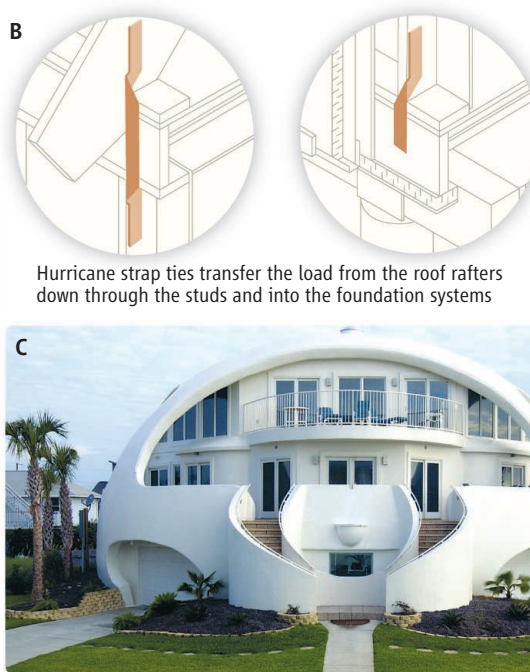 B
Hurricane strap ties transfer the load from the roof rafters
down through the studs and into the foundation systems
C